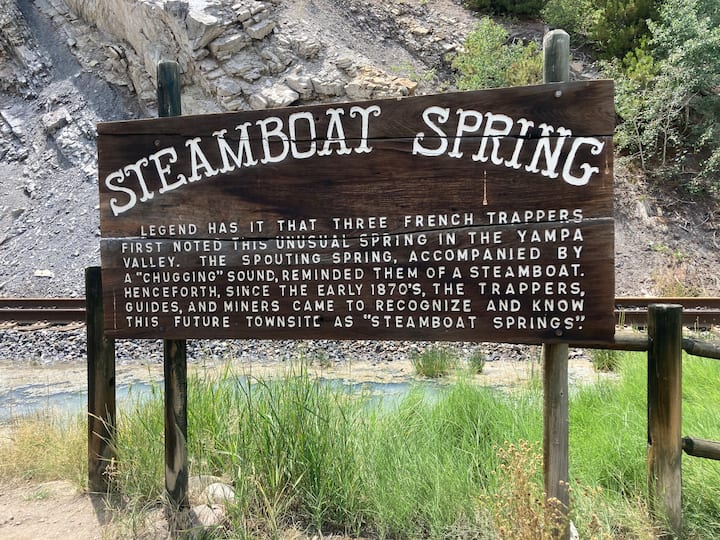 STEAMBOAT SPRING
LEGEND HAS IT THAT THREE FRENCH TRAPPERS
FIRST NOTED THIS UNUSUAL SPRING IN THE YAMPA
VALLEY. THE SPOUTING SPRING, ACCOMPANIED BY
A "CHUGGING" SOUND, REMINDED THEM OF A STEAMBOAT.
HENCEFORTH, SINCE THE EARLY 1870'S, THE TRAPPERS,
GUIDES, AND MINERS CAME TO RECOGNIZE AND KNOW
THIS FUTURE TOWNSITE AS "STEAMBOAT SPRINGS".